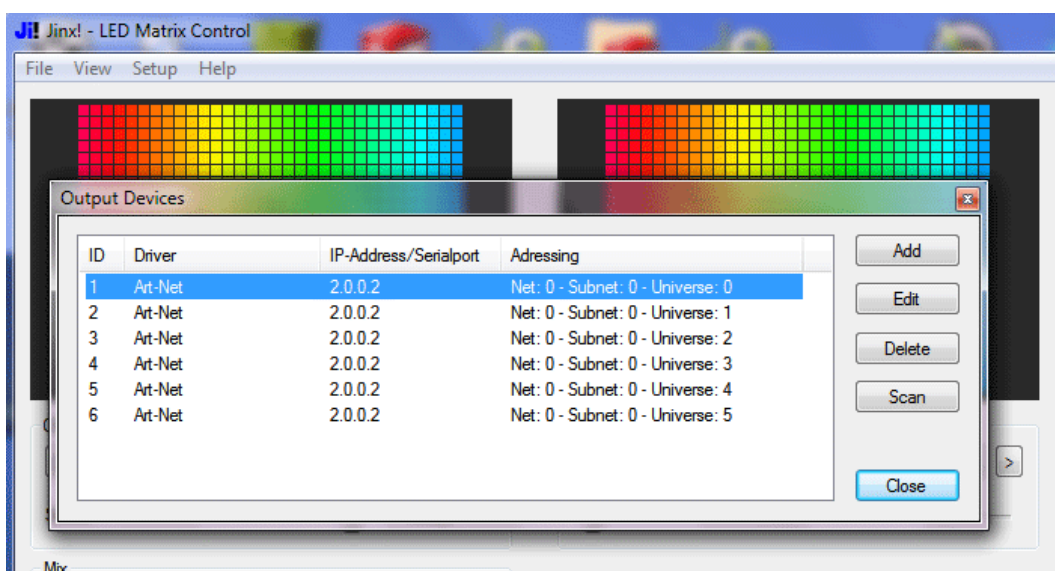 Ji! Jinx! - LED Matrix Control
File View Setup Help
Output Devices
ID Driver IP-Address/Serialport Adressing
1 Art-Net 2.0.0.2 Net: 0 - Subnet: 0 - Universe: 0
2 Art-Net 2.0.0.2 Net: 0 - Subnet: 0 - Universe: 1
3 Art-Net 2.0.0.2 Net: 0 - Subnet: 0 - Universe: 2
4 Art-Net 2.0.0.2 Net: 0 - Subnet: 0 - Universe: 3
5 Art-Net 2.0.0.2 Net: 0 - Subnet: 0 - Universe: 4
6 Art-Net 2.0.0.2 Net: 0 - Subnet: 0 - Universe: 5
Add
Edit
Delete
Scan
Close
>
Mix